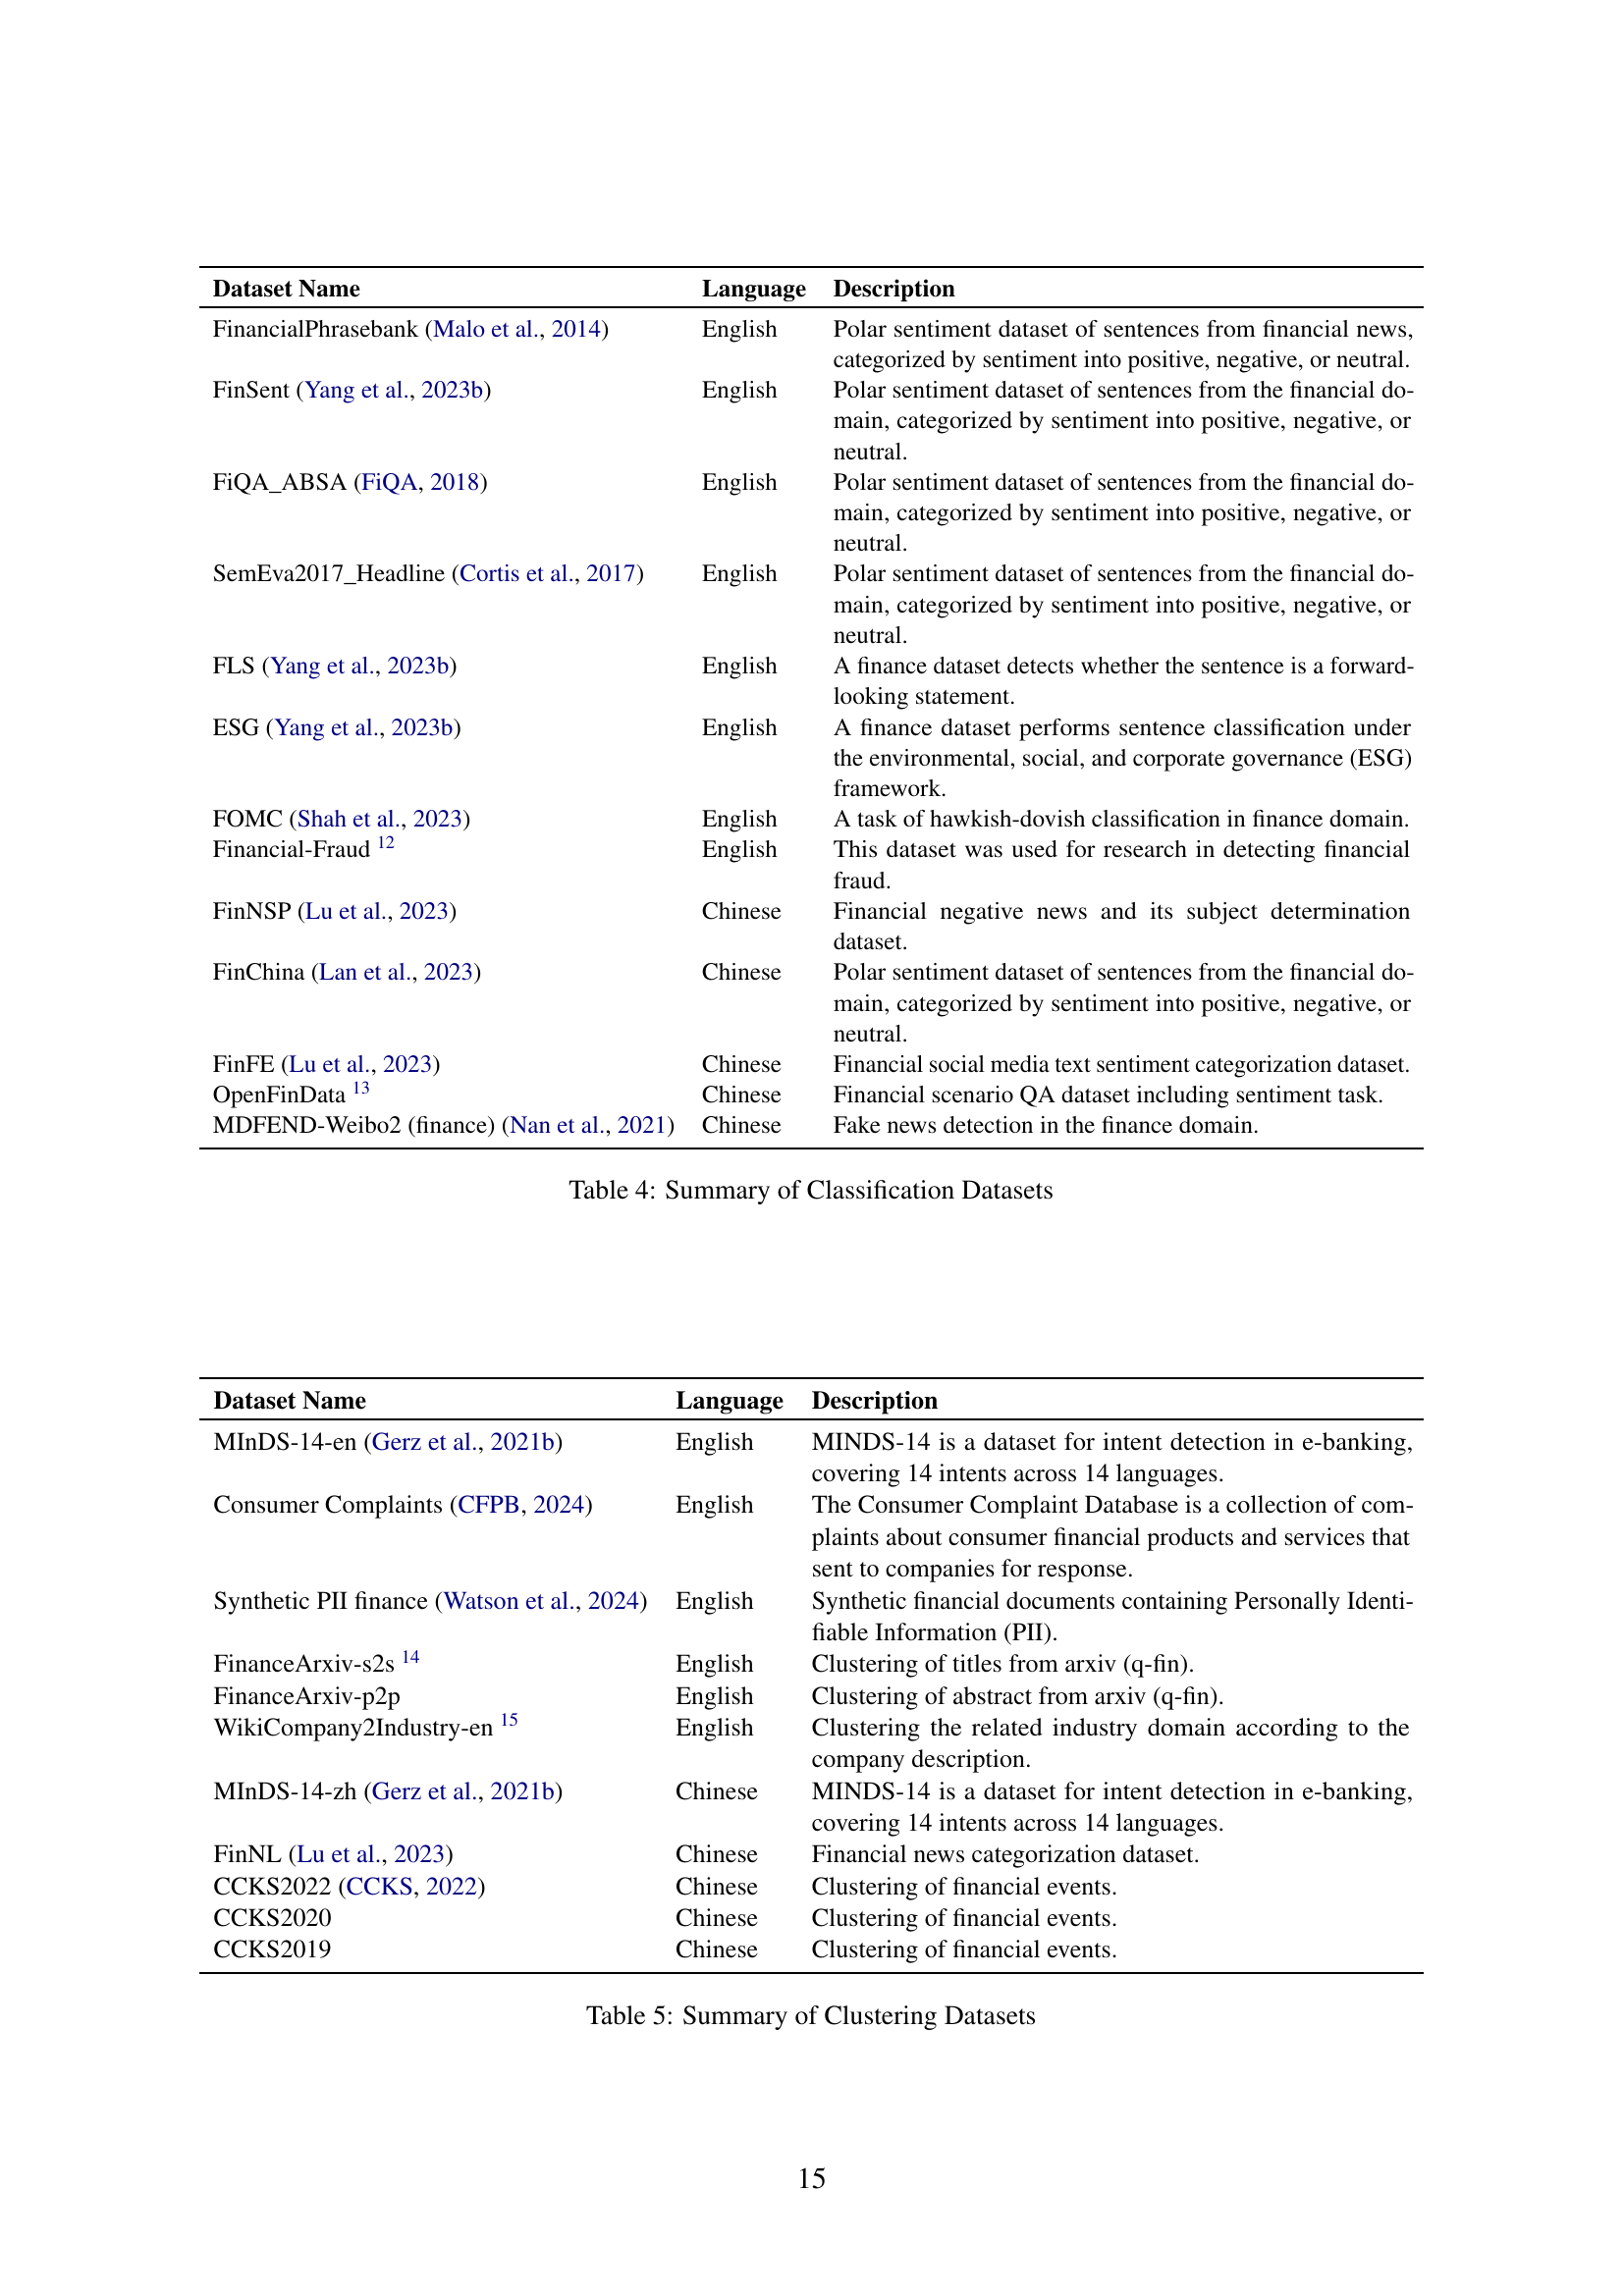 Dataset Name Language Description
FinancialPhrasebank (Malo et al., 2014) English Polar sentiment dataset of sentences from financial news,
categorized by sentiment into positive, negative, or neutral.
FinSent (Yang et al., 2023b) English Polar sentiment dataset of sentences from the financial do-
main, categorized by sentiment into positive, negative, or
neutral.
FiQA_ABSA (FiQA, 2018) English Polar sentiment dataset of sentences from the financial do-
main, categorized by sentiment into positive, negative, or
neutral.
SemEva2017_Headline (Cortis et al., 2017) English Polar sentiment dataset of sentences from the financial do-
main, categorized by sentiment into positive, negative, or
neutral.
FLS (Yang et al., 2023b) English A finance dataset detects whether the sentence is a forward-
looking statement.
ESG (Yang et al., 2023b) English A finance dataset performs sentence classification under
the environmental, social, and corporate governance (ESG)
framework.
FOMC (Shah et al., 2023) English A task of hawkish-dovish classification in finance domain.
Financial-Fraud 12 English This dataset was used for research in detecting financial
fraud.
FinNSP (Lu et al., 2023) Chinese Financial negative news and its subject determination
dataset.
FinChina (Lan et al., 2023) Chinese Polar sentiment dataset of sentences from the financial do-
main, categorized by sentiment into positive, negative, or
neutral.
FinFE (Lu et al., 2023) Chinese Financial social media text sentiment categorization dataset.
OpenFinData 13 Chinese Financial scenario QA dataset including sentiment task.
MDFEND-Weibo2 (finance) (Nan et al., 2021) Chinese Fake news detection in the finance domain.
Table 4: Summary of Classification Datasets
Dataset Name Language Description
MInDS-14-en (Gerz et al., 2021b) English MINDS-14 is a dataset for intent detection in e-banking,
covering 14 intents across 14 languages.
Consumer Complaints (CFPB, 2024) English The Consumer Complaint Database is a collection of com-
plaints about consumer financial products and services that
sent to companies for response.
Synthetic PII finance (Watson et al., 2024) English Synthetic financial documents containing Personally Identi-
fiable Information (PII).
FinanceArxiv-s2s 14 English Clustering of titles from arxiv (q-fin).
FinanceArxiv-p2p English Clustering of abstract from arxiv (q-fin).
WikiCompany2Industry-en 15 English Clustering the related industry domain according to the
company description.
MInDS-14-zh (Gerz et al., 2021b) Chinese MINDS-14 is a dataset for intent detection in e-banking,
covering 14 intents across 14 languages.
FinNL (Lu et al., 2023) Chinese Financial news categorization dataset.
CCKS2022 (CCKS, 2022) Chinese Clustering of financial events.
CCKS2020 Chinese Clustering of financial events.
CCKS2019 Chinese Clustering of financial events.
Table 5: Summary of Clustering Datasets
15